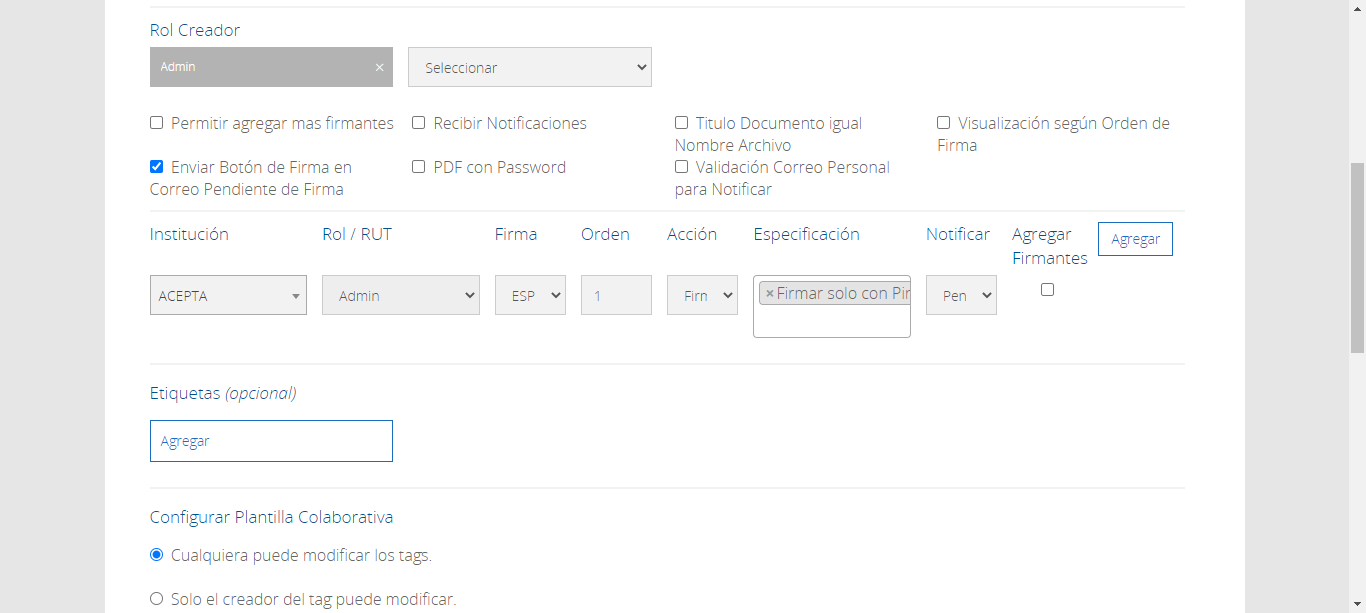 Rol Creador
Admin × Seleccionar
Permitir agregar mas firmantes Recibir Notificaciones Titulo Documento igual Nombre Archivo Visualización según Orden de Firma
Enviar Botón de Firma en Correo Pendiente de Firma PDF con Password Validación Correo Personal para Notificar
Institución Rol / RUT Firma Orden Acción Especificación Notificar Agregar Firmantes Agregar
ACEPTA Admin ESP 1 Firn × Firmar solo con Pin Pen
Etiquetas (opcional)
Agregar
Configurar Plantilla Colaborativa
Cualquiera puede modificar los tags.
Solo el creador del tag puede modificar.